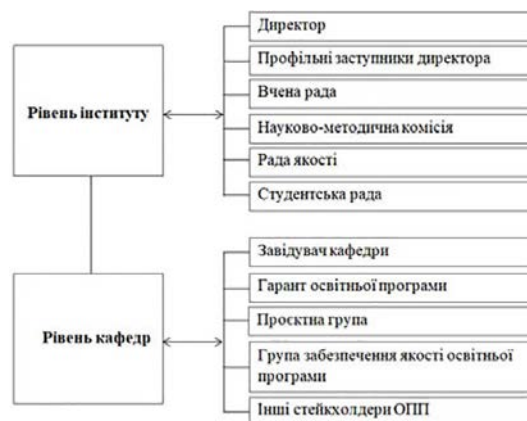 Рівень інституту
Директор
Профільні заступники директора
Вчена рада
Науково-методична комісія
Рада якості
Студентська рада
Рівень кафедр
Завідувач кафедри
Гарант освітньої програми
Проєктна група
Група забезпечення якості освітньої
програми
Інші стейкхолдери ОПП